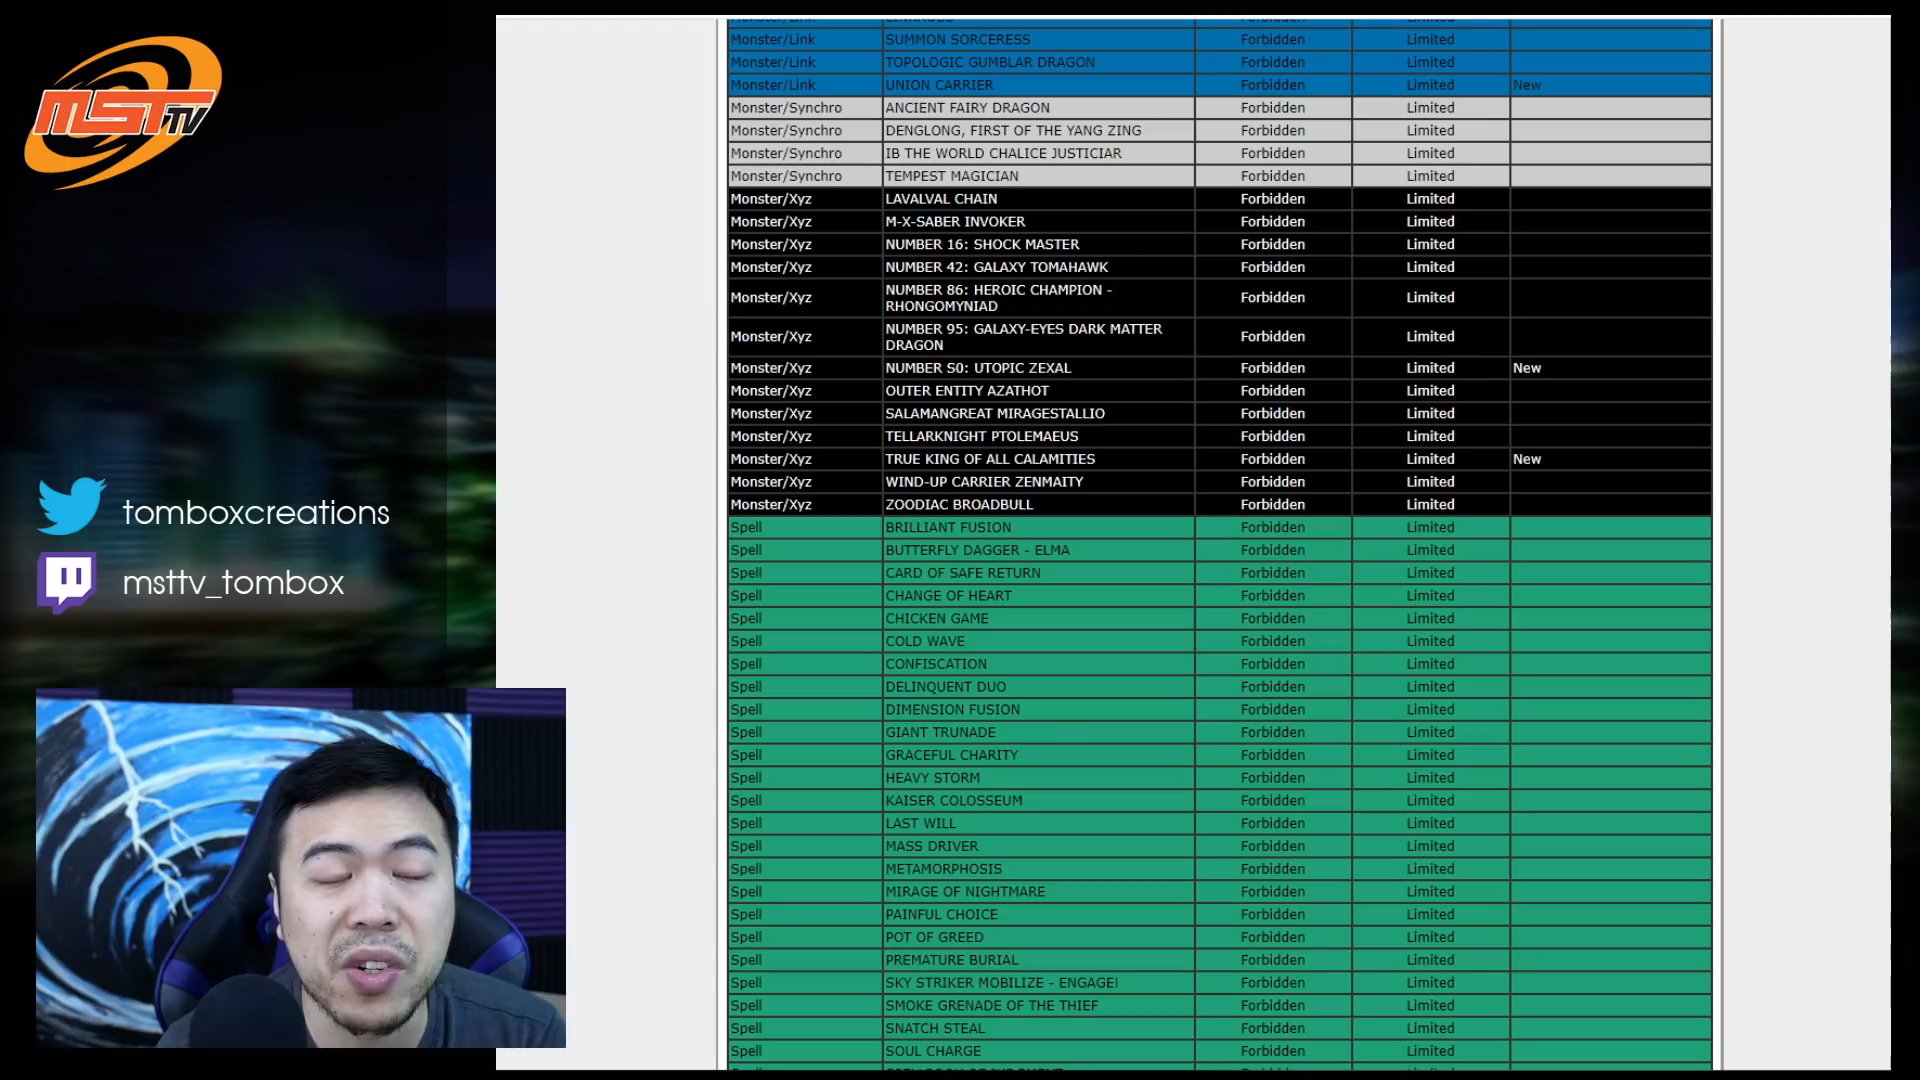 MST TV
tomboxcreations
msttv_tombox
Monster/Link LINKROSS Forbidden Limited
Monster/Link SUMMON SORCERESS Forbidden Limited
Monster/Link TOPOLOGIC GUMBLAR DRAGON Forbidden Limited
Monster/Link UNION CARRIER Forbidden Limited New
Monster/Synchro ANCIENT FAIRY DRAGON Forbidden Limited
Monster/Synchro DENGLONG, FIRST OF THE YANG ZING Forbidden Limited
Monster/Synchro IB THE WORLD CHALICE JUSTICIAR Forbidden Limited
Monster/Synchro TEMPEST MAGICIAN Forbidden Limited
Monster/Xyz LAVALVAL CHAIN Forbidden Limited
Monster/Xyz M-X-SABER INVOKER Forbidden Limited
Monster/Xyz NUMBER 16: SHOCK MASTER Forbidden Limited
Monster/Xyz NUMBER 42: GALAXY TOMAHAWK Forbidden Limited
Monster/Xyz NUMBER 86: HEROIC CHAMPION -
RHONGOMYNIAD Forbidden Limited
Monster/Xyz NUMBER 95: GALAXY-EYES DARK MATTER
DRAGON Forbidden Limited
Monster/Xyz NUMBER S0: UTOPIC ZEXAL Forbidden Limited New
Monster/Xyz OUTER ENTITY AZATHOT Forbidden Limited
Monster/Xyz SALAMANGREAT MIRAGESTALLIO Forbidden Limited
Monster/Xyz TELLARKNIGHT PTOLEMAEUS Forbidden Limited
Monster/Xyz TRUE KING OF ALL CALAMITIES Forbidden Limited New
Monster/Xyz WIND-UP CARRIER ZENMAITY Forbidden Limited
Monster/Xyz ZOODIAC BROADBULL Forbidden Limited
Spell BRILLIANT FUSION Forbidden Limited
Spell BUTTERFLY DAGGER - ELMA Forbidden Limited
Spell CARD OF SAFE RETURN Forbidden Limited
Spell CHANGE OF HEART Forbidden Limited
Spell CHICKEN GAME Forbidden Limited
Spell COLD WAVE Forbidden Limited
Spell CONFISCATION Forbidden Limited
Spell DELINQUENT DUO Forbidden Limited
Spell DIMENSION FUSION Forbidden Limited
Spell GIANT TRUNADE Forbidden Limited
Spell GRACEFUL CHARITY Forbidden Limited
Spell HEAVY STORM Forbidden Limited
Spell KAISER COLOSSEUM Forbidden Limited
Spell LAST WILL Forbidden Limited
Spell MASS DRIVER Forbidden Limited
Spell METAMORPHOSIS Forbidden Limited
Spell MIRAGE OF NIGHTMARE Forbidden Limited
Spell PAINFUL CHOICE Forbidden Limited
Spell POT OF GREED Forbidden Limited
Spell PREMATURE BURIAL Forbidden Limited
Spell SKY STRIKER MOBILIZE - ENGAGE! Forbidden Limited
Spell SMOKE GRENADE OF THE THIEF Forbidden Limited
Spell SNATCH STEAL Forbidden Limited
Spell SOUL CHARGE Forbidden Limited